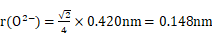 r(O²⁻) = √2/4 × 0.420nm = 0.148nm